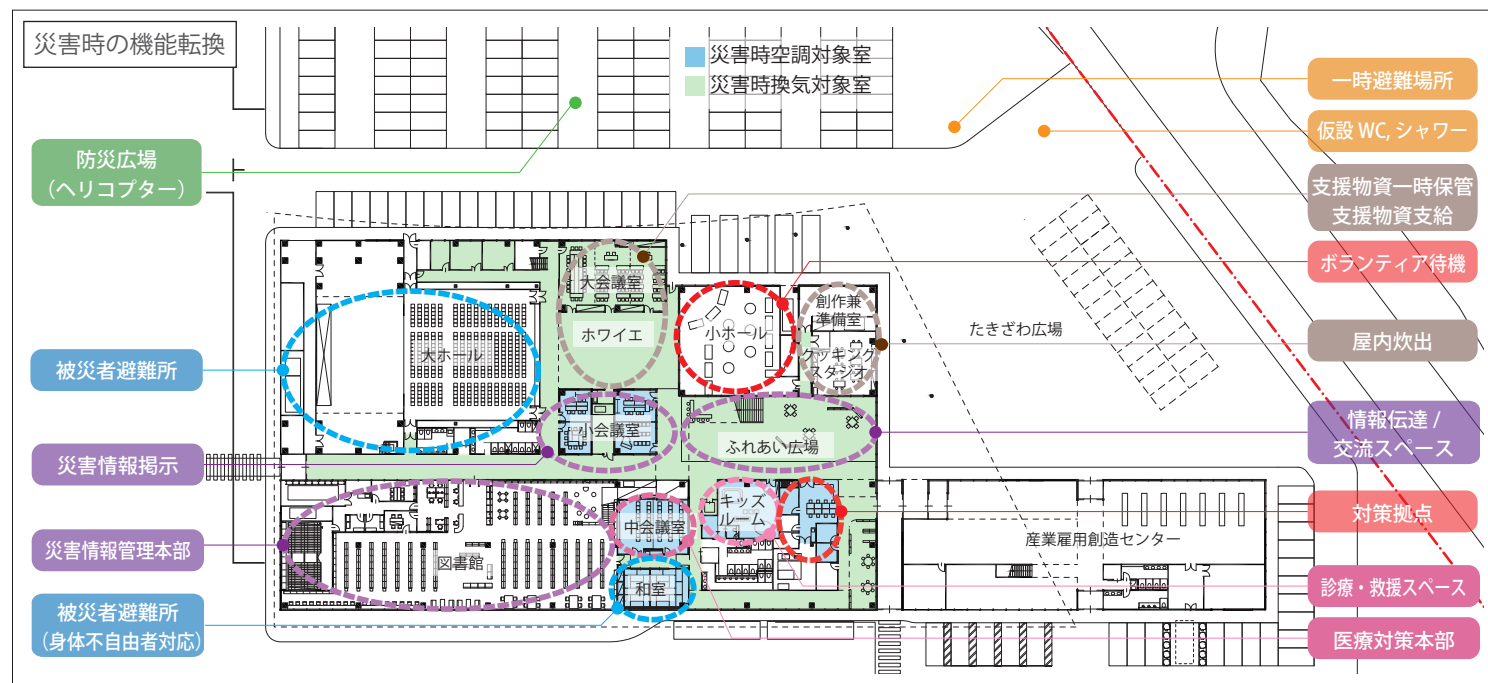 災害時の機能転換
災害時空調対象室
災害時換気対象室
防災広場
（ヘリコプター）
被災者避難所
災害情報掲示
災害情報管理本部
被災者避難所
（身体不自由者対応）
大ホール
大会議室
ホワイエ
小ホール
創作兼
準備室
クッキング
スタジオ
たきざわ広場
小会議室
ふれあい広場
図書館
中会議室
和室
キッズ
ルーム
産業雇用創造センター
一時避難場所
仮設 WC, シャワー
支援物資一時保管
支援物資支給
ボランティア待機
屋内炊出
情報伝達 /
交流スペース
対策拠点
診療・救援スペース
医療対策本部